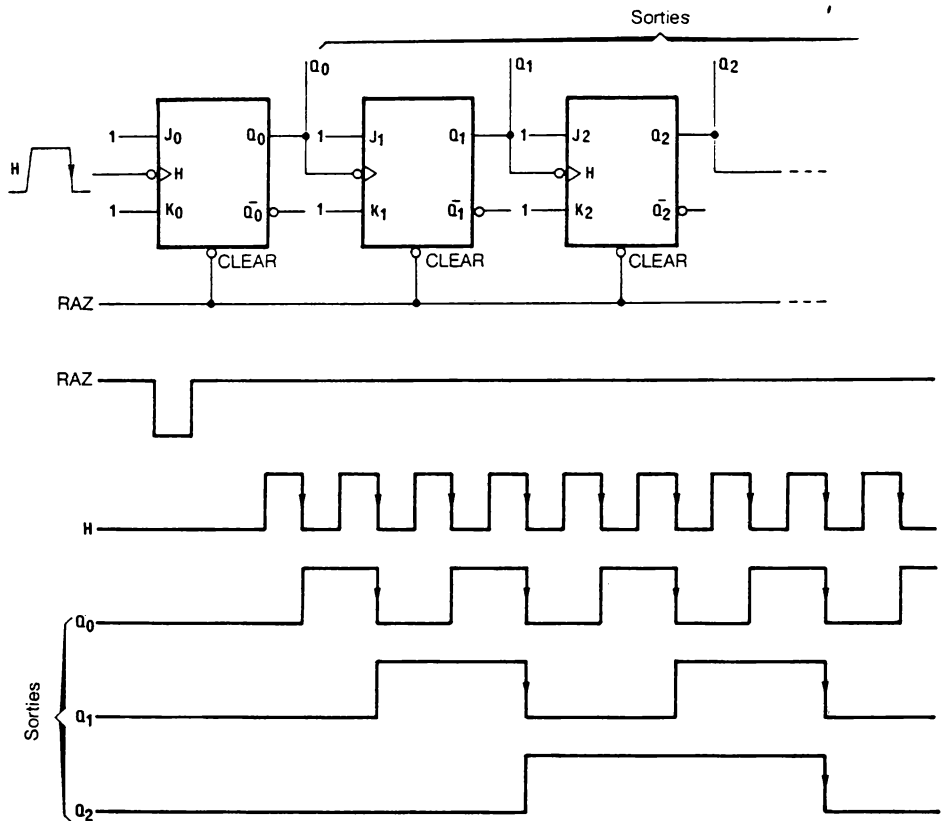 Sorties
Q0 Q1 Q2
1 J0 Q0 1 J1 Q1 1 J2 Q2
H H H
1 K0 Q̄0 1 K1 Q̄1 1 K2 Q̄2
CLEAR CLEAR CLEAR
RAZ
RAZ
H
Q0
Sorties
Q1
Q2